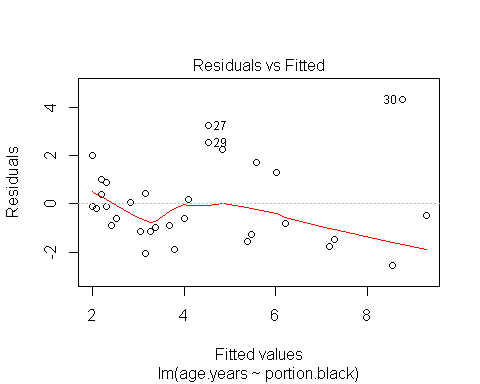 Residuals vs Fitted
Residuals
4
2
0
-2
30
27
29
2
4
6
8
Fitted values
lm(age.years ~ portion.black)